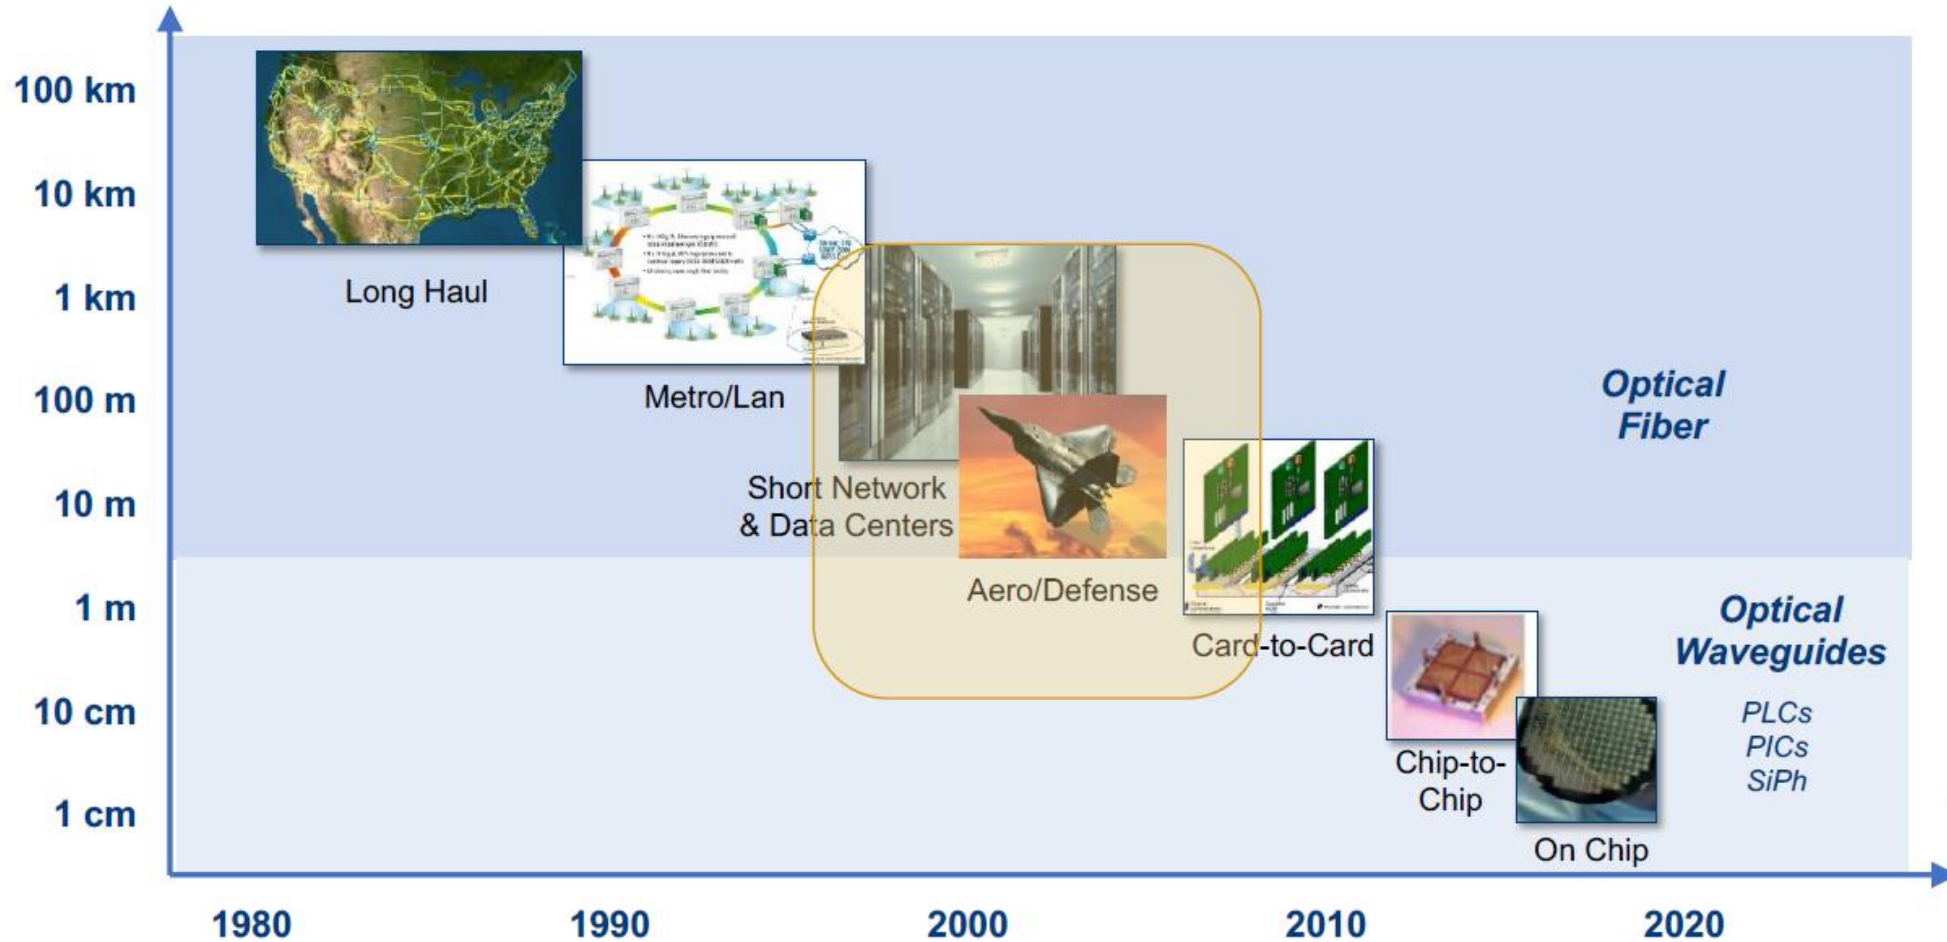 100 km
10 km
1 km
100 m
10 m
1 m
10 cm
1 cm
Long Haul
Metro/Lan
Short Network
& Data Centers
Aero/Defense
Card-to-Card
Chip-to-
Chip
On Chip
Optical
Fiber
Optical
Waveguides
PLCs
PICs
SiPh
1980
1990
2000
2010
2020